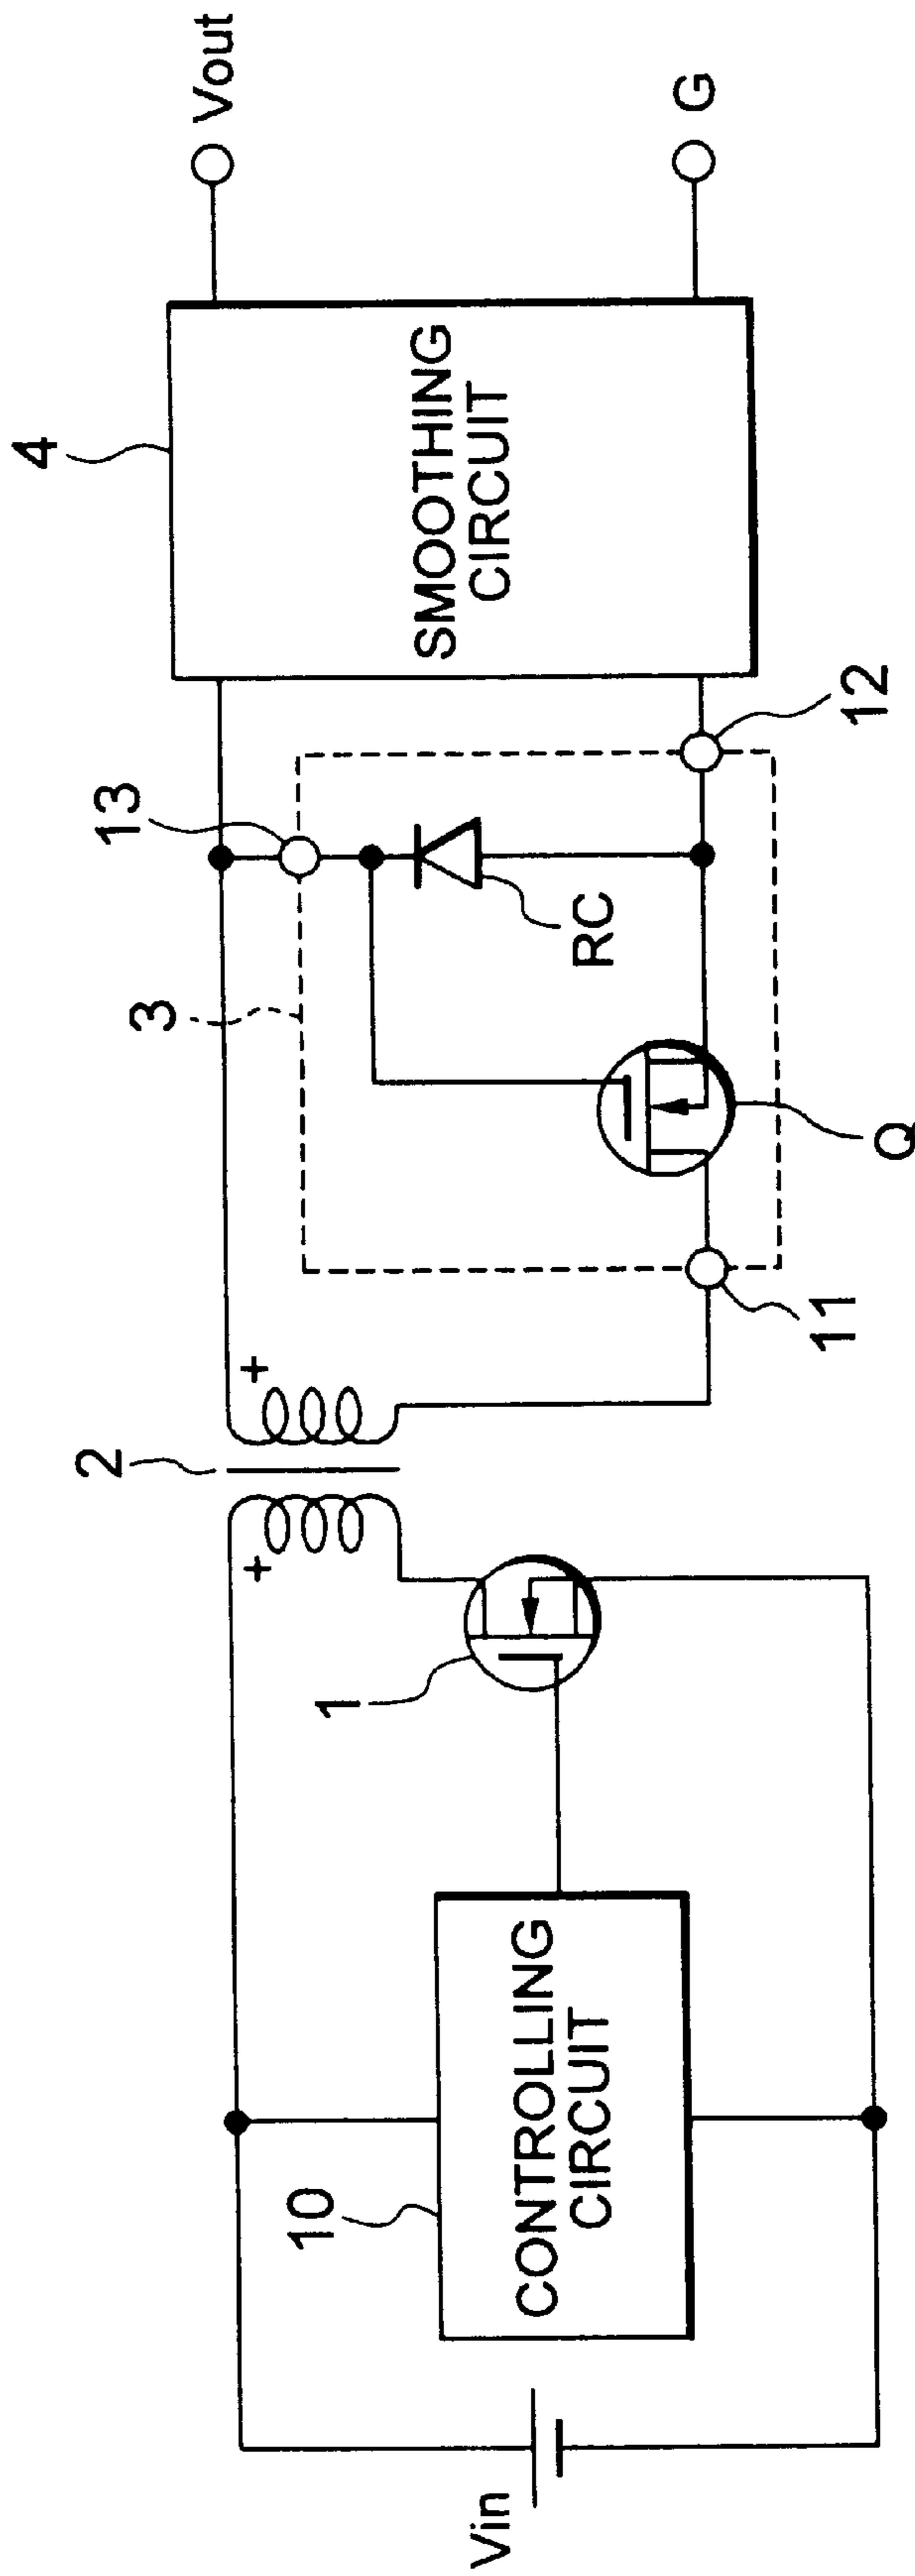 Vin
10
CONTROLLING
CIRCUIT
1
+
2
+
3
13
11
Q
RC
12
4
SMOOTHING
CIRCUIT
Vout
G